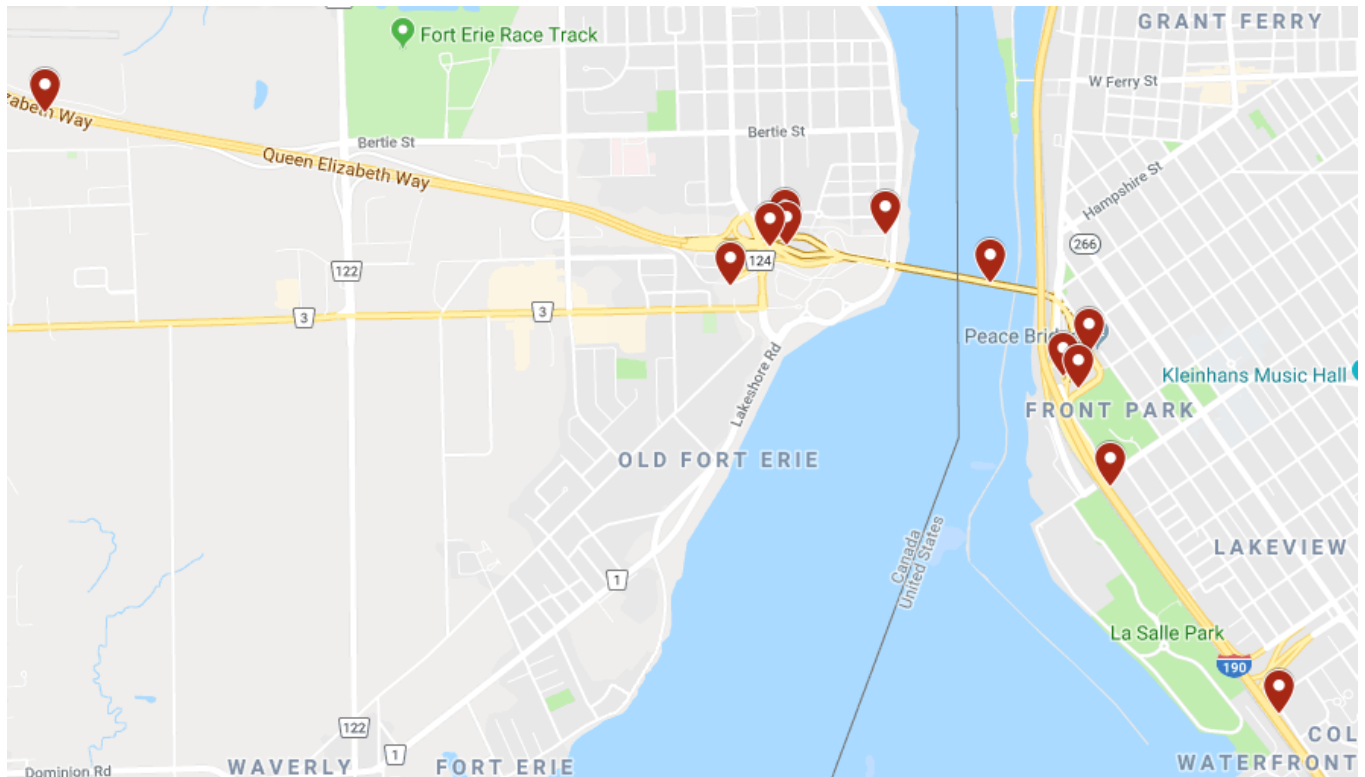 GRANT FERRY
Fort Erie Race Track
W Ferry St
zabeth Way
Bertie St
Bertie St
Queen Elizabeth Way
Hampshire St
266
124
122
3
3
Peace Brid
Kleinhans Music Hall
Lakeshore Rd
FRONT PARK
OLD FORT ERIE
Canada
United States
LAKEVIEW
1
La Salle Park
190
122
1
COL
WATERFRONT
WAVERLY
FORT ERIE
Dominion Rd